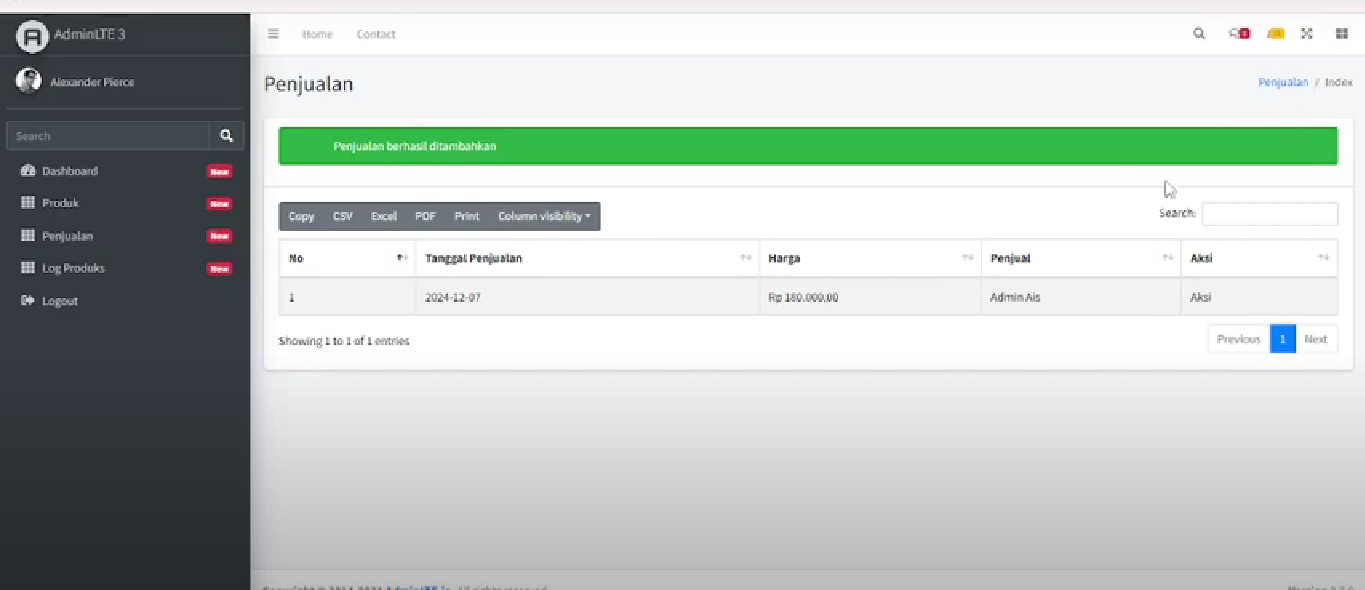 AdminLTE 3
Home Contact
Alexander Pierce
Penjualan
Penjualan / Index
Search
Penjualan berhasil ditambahkan
Dashboard New
Produk New
Penjualan New
Log Produks New
Logout
Copy CSV Excel PDF Print Column visibility
Search:
No Tanggal Penjualan Harga Penjual Aksi
1 2024-12-07 Rp 180.000,00 Admin Ais Aksi
Showing 1 to 1 of 1 entries
Previous 1 Next